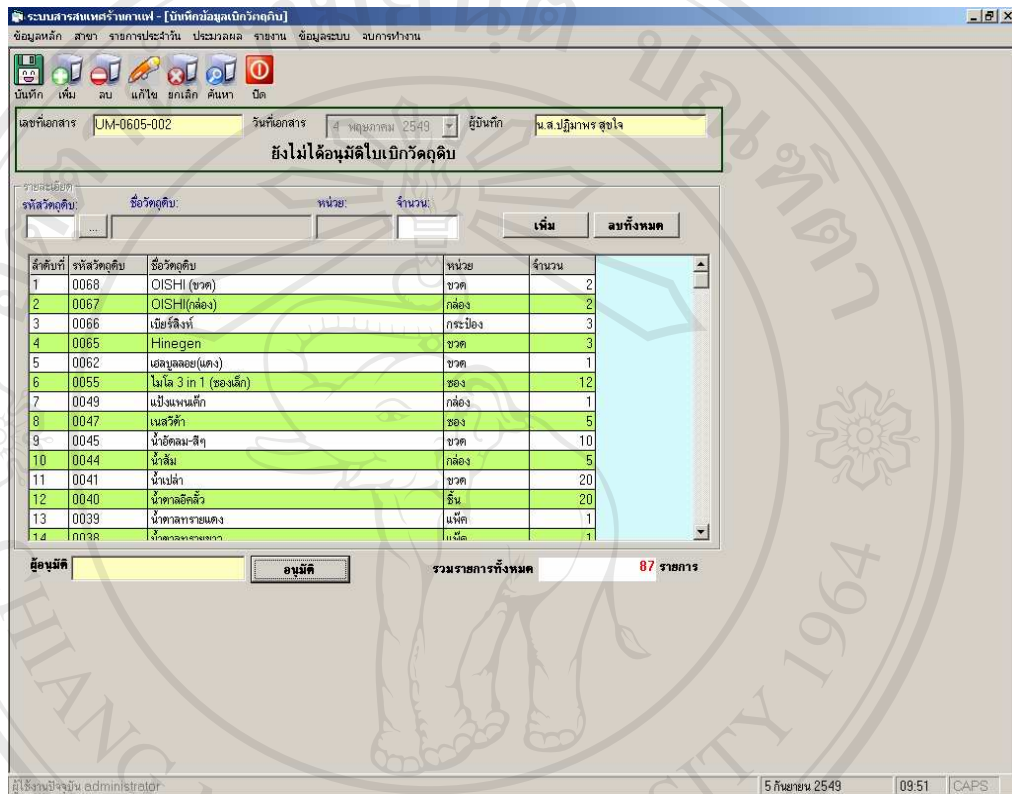 ระบบสารสนเทศร้านกาแฟ - [บันทึกข้อมูลเบิกวัตถุดิบ]
ข้อมูลหลัก สาขา รายการประจำวัน ประมวลผล รายงาน ข้อมูลระบบ จบการทำงาน
บันทึก เพิ่ม ลบ แก้ไข ยกเลิก ค้นหา ปิด
เลขที่เอกสาร UM-0605-002 วันที่เอกสาร 4 พฤษภาคม 2549 ผู้บันทึก น.ส.ปฏิมาพร สุขใจ
ยังไม่ได้อนุมัติใบเบิกวัตถุดิบ
รายละเอียด
รหัสวัตถุดิบ: ชื่อวัตถุดิบ: หน่วย: จำนวน:
... เพิ่ม ลบทั้งหมด
ลำดับที่ รหัสวัตถุดิบ ชื่อวัตถุดิบ หน่วย จำนวน
1 0068 OISHI (ขวด) ขวด 2
2 0067 OISHI(กล่อง) กล่อง 2
3 0066 เบียร์สิงห์ กระป๋อง 3
4 0065 Hinegen ขวด 3
5 0062 เฮลบูลลอย(แดง) ขวด 1
6 0055 ไมโล 3 in 1 (ซองเล็ก) ซอง 12
7 0049 แป้งแพนเค็ก กล่อง 1
8 0047 เนสวีต้า ซอง 5
9 0045 น้ำอัดลม-สีๆ ขวด 10
10 0044 น้ำส้ม กล่อง 5
11 0041 น้ำเปล่า ขวด 20
12 0040 น้ำตาลอิคลิ้ว ชิ้น 20
13 0039 น้ำตาลทรายแดง แพ็ค 1
14 0038 น้ำตาลทรายขาว แพ็ค 1
ผู้อนุมัติ อนุมัติ รวมรายการทั้งหมด 87 รายการ
ผู้ใช้งานปัจจุบัน administrator 5 กันยายน 2549 09:51 CAPS